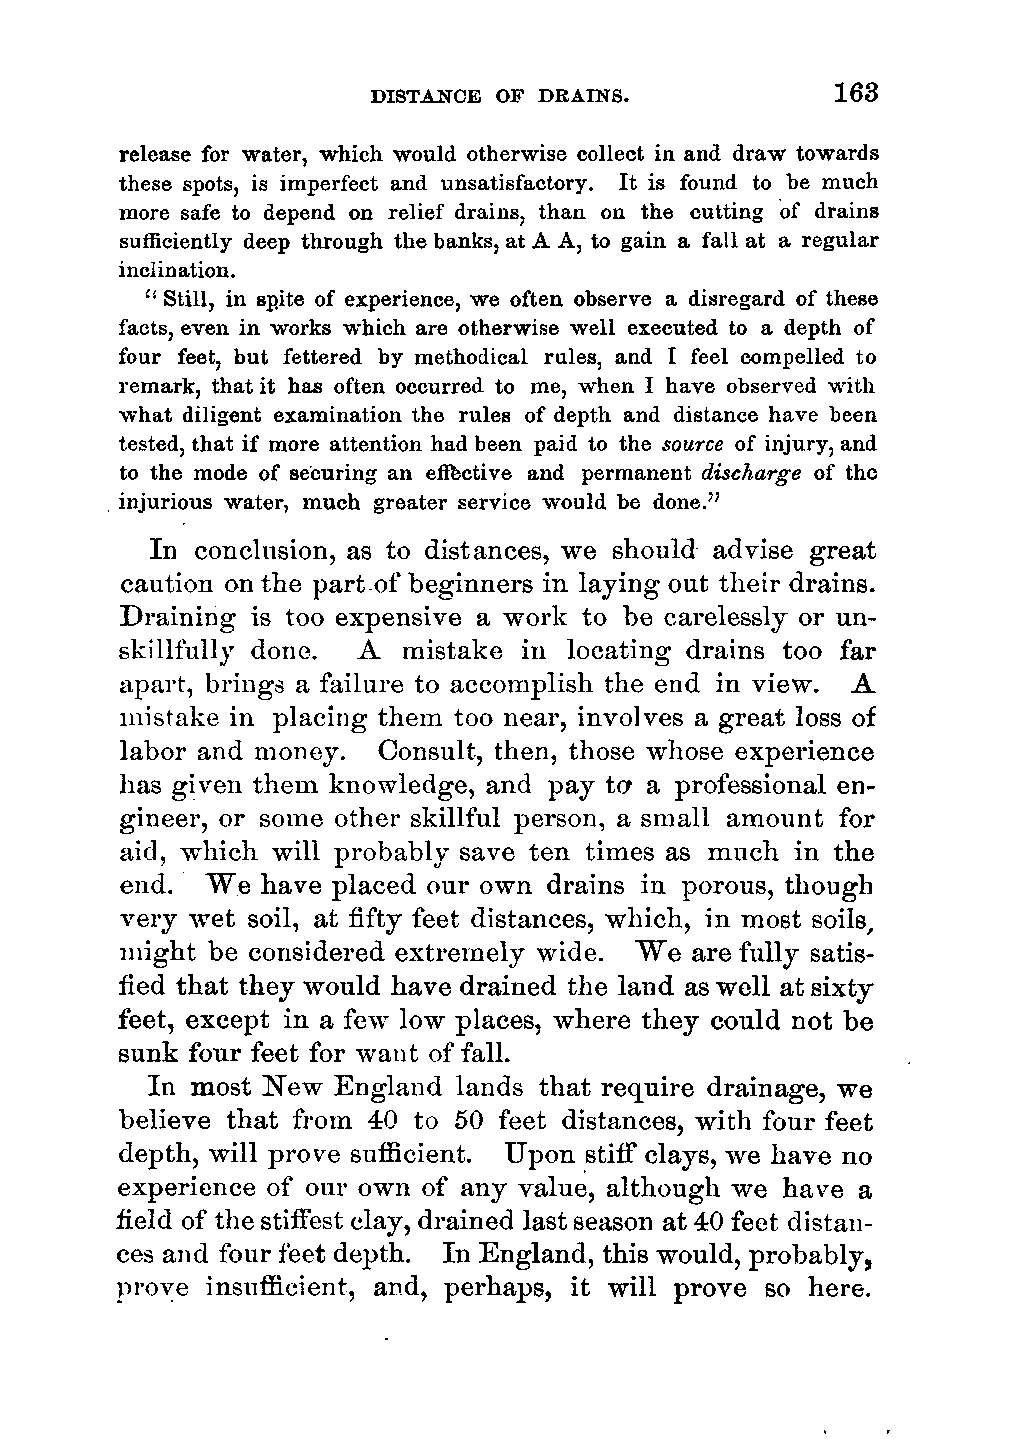 DISTANCE OF DRAINS. 163
release for water, which would otherwise collect in and draw towards
these spots, is imperfect and unsatisfactory. It is found to be much
more safe to depend on relief drains, than on the cutting of drains
sufficiently deep through the banks, at A A, to gain a fall at a regular
inclination.
"Still, in spite of experience, we often observe a disregard of these
facts, even in works which are otherwise well executed to a depth of
four feet, but fettered by methodical rules, and I feel compelled to
remark, that it has often occurred to me, when I have observed with
what diligent examination the rules of depth and distance have been
tested, that if more attention had been paid to the source of injury, and
to the mode of securing an effective and permanent discharge of the
injurious water, much greater service would be done."
In conclusion, as to distances, we should advise great
caution on the part of beginners in laying out their drains.
Draining is too expensive a work to be carelessly or un-
skillfully done. A mistake in locating drains too far
apart, brings a failure to accomplish the end in view. A
mistake in placing them too near, involves a great loss of
labor and money. Consult, then, those whose experience
has given them knowledge, and pay to a professional en-
gineer, or some other skillful person, a small amount for
aid, which will probably save ten times as much in the
end. We have placed our own drains in porous, though
very wet soil, at fifty feet distances, which, in most soils,
might be considered extremely wide. We are fully satis-
fied that they would have drained the land as well at sixty
feet, except in a few low places, where they could not be
sunk four feet for want of fall.
In most New England lands that require drainage, we
believe that from 40 to 50 feet distances, with four feet
depth, will prove sufficient. Upon stiff clays, we have no
experience of our own of any value, although we have a
field of the stiffest clay, drained last season at 40 feet distan-
ces and four feet depth. In England, this would, probably,
prove insufficient, and, perhaps, it will prove so here.